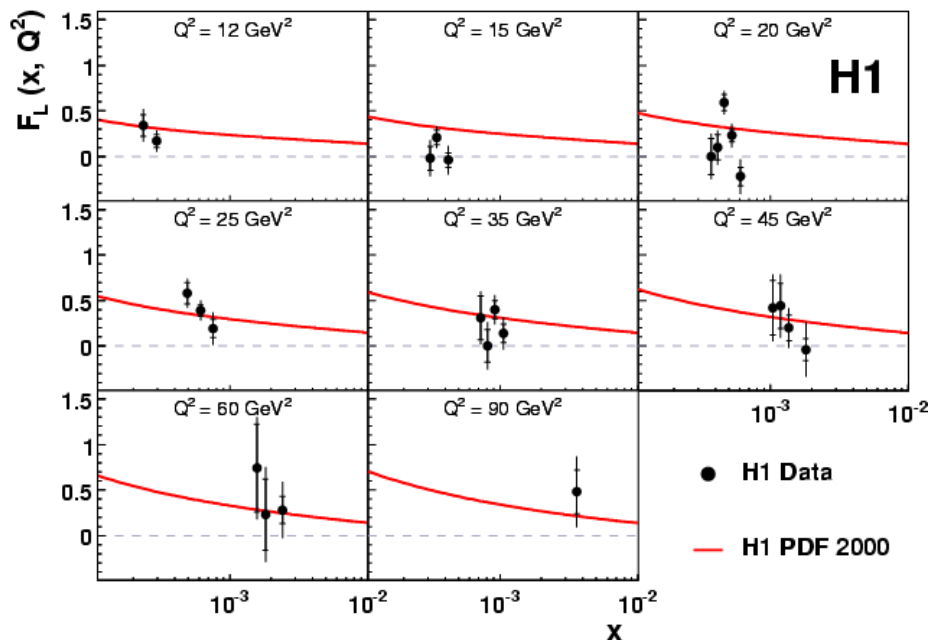 F_L (x, Q²)
1.5
1
0.5
0
Q² = 12 GeV²
Q² = 15 GeV²
Q² = 20 GeV²
H1
1.5
1
0.5
0
Q² = 25 GeV²
Q² = 35 GeV²
Q² = 45 GeV²
10⁻³
10⁻²
1.5
1
0.5
0
Q² = 60 GeV²
Q² = 90 GeV²
H1 Data
H1 PDF 2000
10⁻³
10⁻²
10⁻³
10⁻²
x